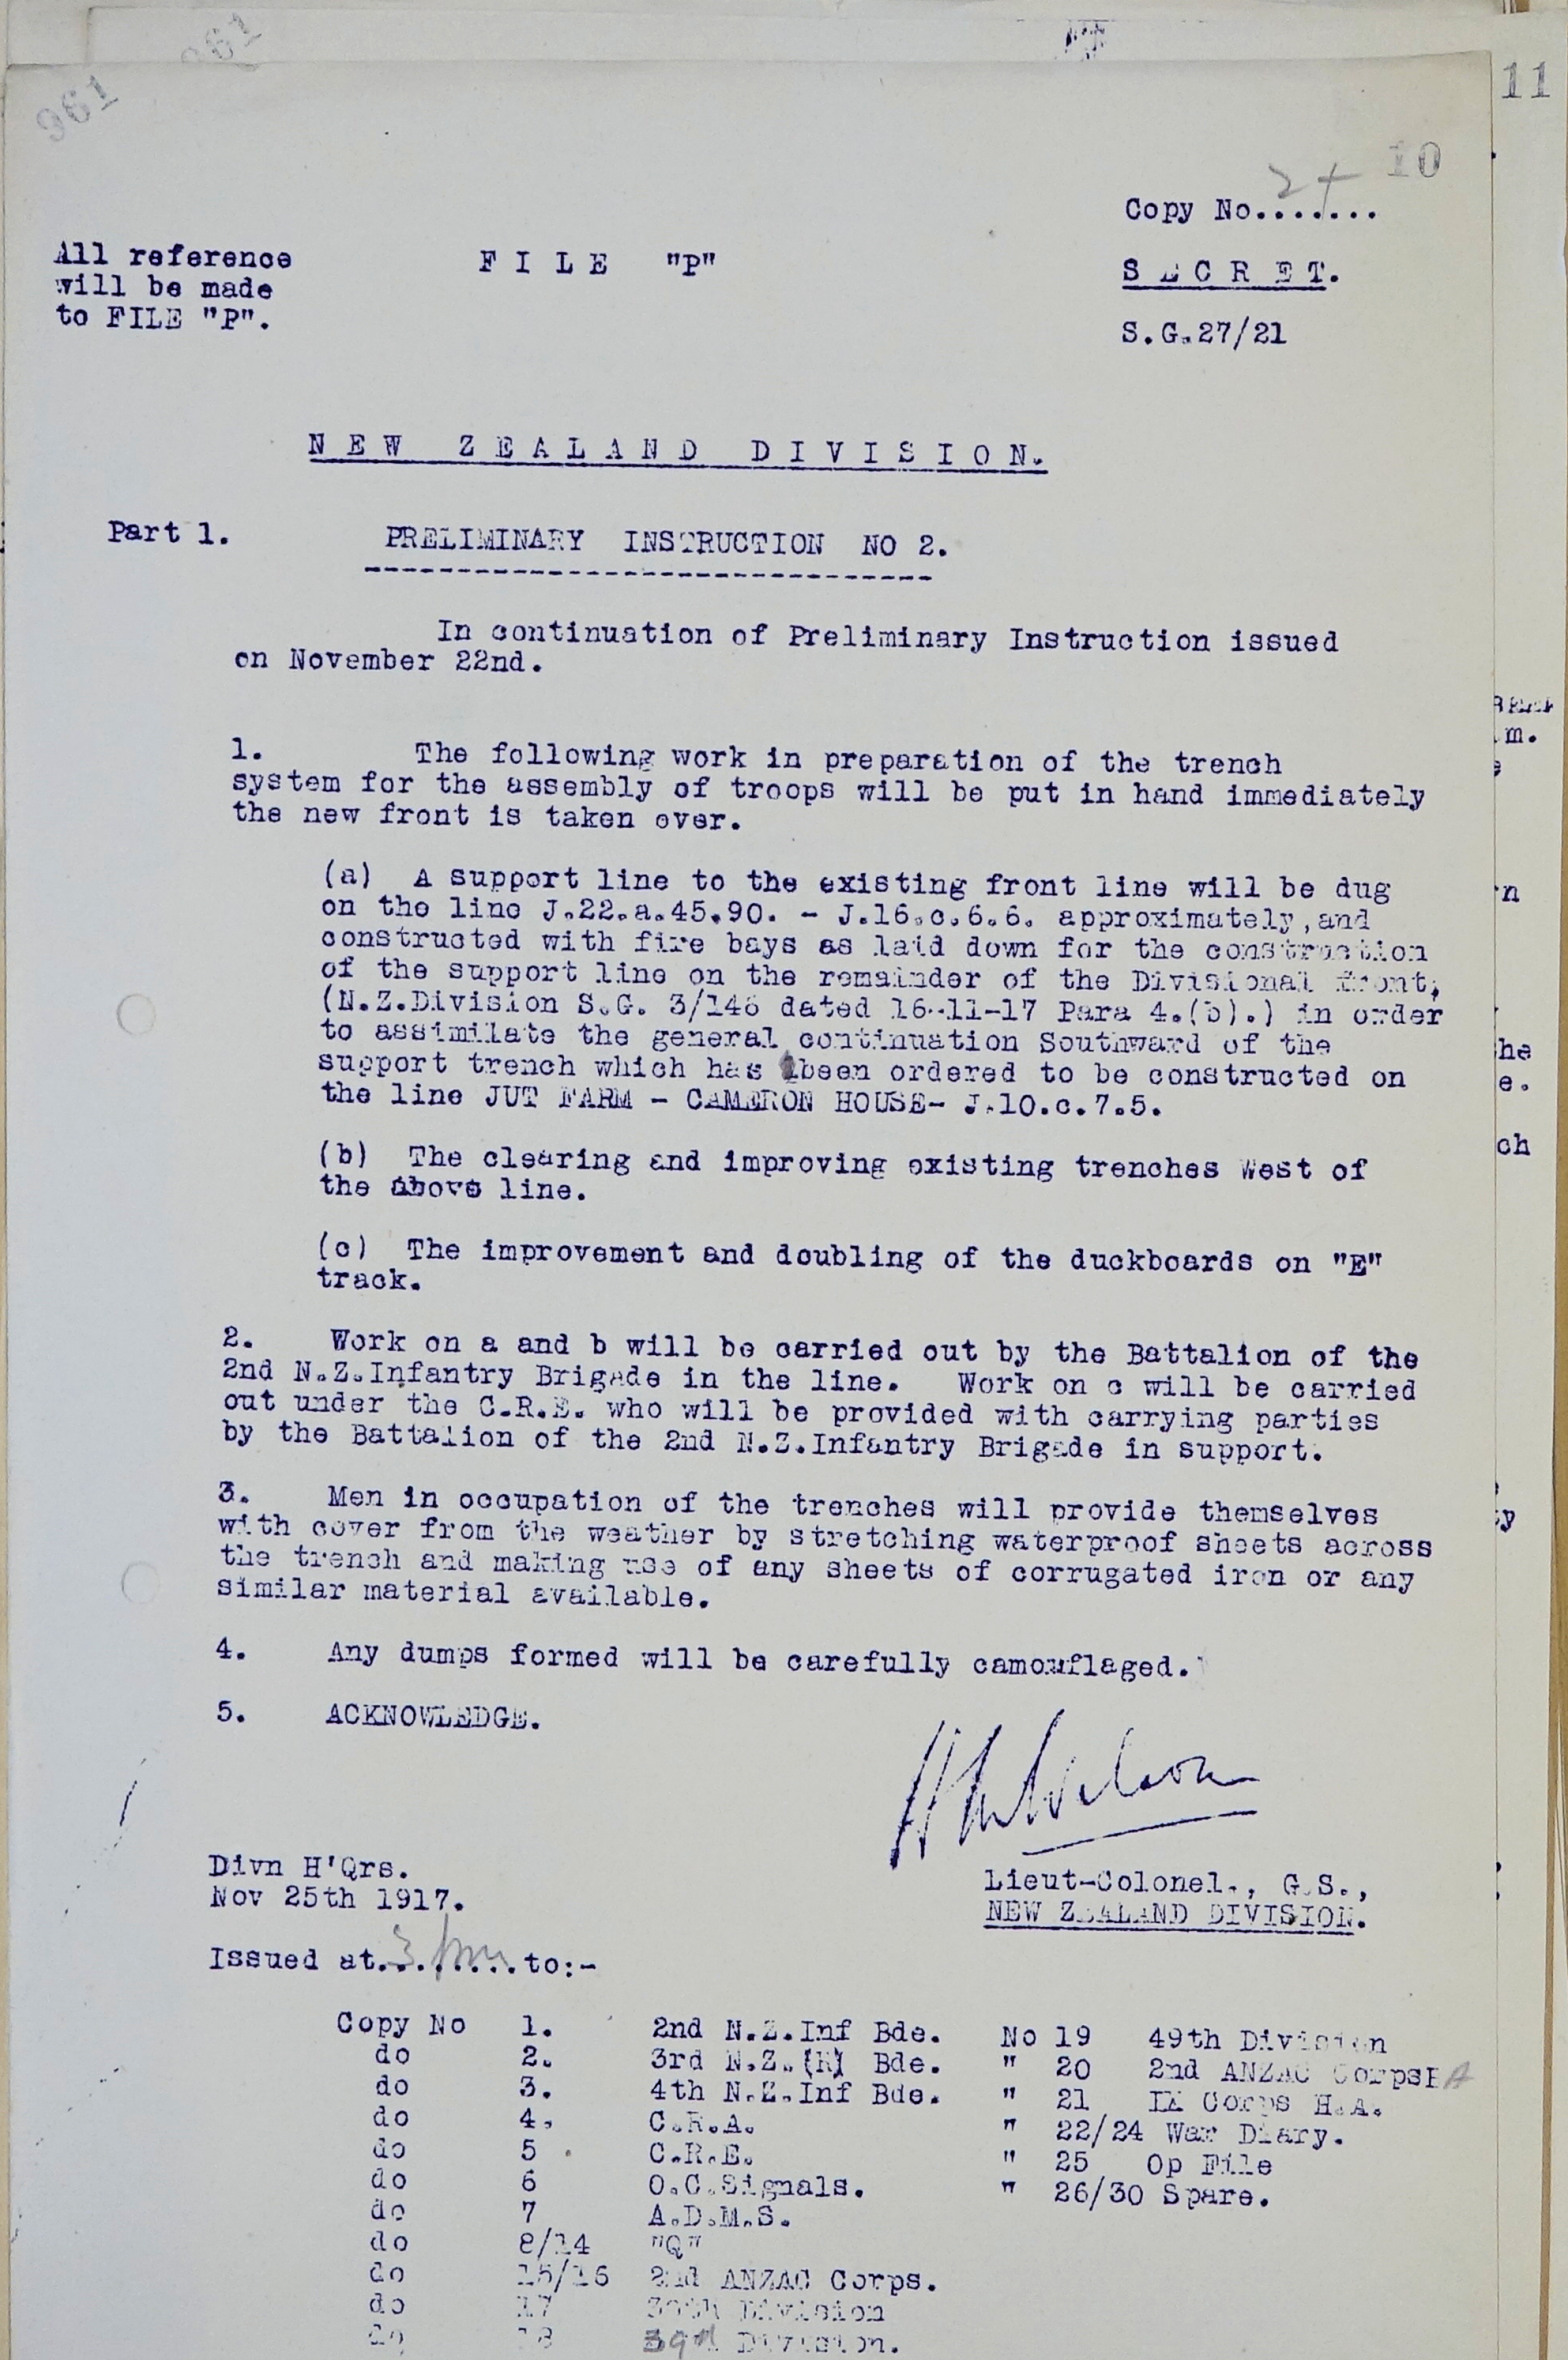 961
961
11
10
24
Copy No.......
All reference
will be made
to FILE "P".
F I L E "P"
S E C R E T.
S.G.27/21
N E W Z E A L A N D D I V I S I O N.
Part 1.
PRELIMINARY INSTRUCTION NO 2.
In continuation of Preliminary Instruction issued
on November 22nd.
1. The following work in preparation of the trench
system for the assembly of troops will be put in hand immediately
the new front is taken over.
(a) A support line to the existing front line will be dug
on the line J.22.a.45.90. - J.16.c.6.6. approximately,and
constructed with fire bays as laid down for the construction
of the support line on the remainder of the Divisional front,
(N.Z.Division S.G. 3/146 dated 16-11-17 Para 4.(b).) in order
to assimilate the general continuation Southward of the
support trench which has been ordered to be constructed on
the line JUT FARM - CAMERON HOUSE- J.10.c.7.5.
(b) The clearing and improving existing trenches West of
the above line.
(c) The improvement and doubling of the duckboards on "E"
track.
2. Work on a and b will be carried out by the Battalion of the
2nd N.Z.Infantry Brigade in the line. Work on c will be carried
out under the C.R.E. who will be provided with carrying parties
by the Battalion of the 2nd N.Z.Infantry Brigade in support.
3. Men in occupation of the trenches will provide themselves
with cover from the weather by stretching waterproof sheets across
the trench and making use of any sheets of corrugated iron or any
similar material available.
4. Any dumps formed will be carefully camouflaged.
5. ACKNOWLEDGE.
Wilson
Divn H'Qrs.
Nov 25th 1917.
Lieut-Colonel., G.S.,
NEW ZEALAND DIVISION.
Issued at 3 pm to:-
Copy No 1. 2nd N.Z.Inf Bde. No 19 49th Division
do 2. 3rd N.Z.(R) Bde. " 20 2nd ANZAC Corps
do 3. 4th N.Z.Inf Bde. " 21 IX Corps H.A.
do 4. C.R.A. " 22/24 War Diary.
do 5 C.R.E. " 25 Op File
do 6 O.C.Signals. " 26/30 Spare.
do 7 A.D.M.S.
do 8/14 "Q"
do 15/16 2nd ANZAC Corps.
do 17 Division
do 18 39th Division.